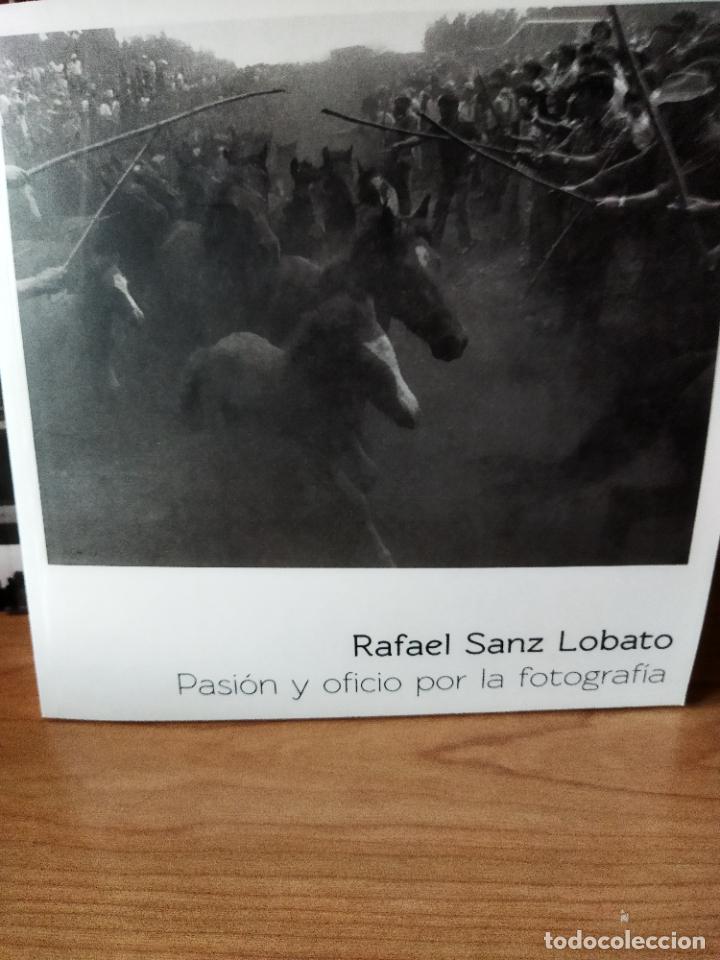 Rafael Sanz Lobato
Pasión y oficio por la fotografía
todocoleccion